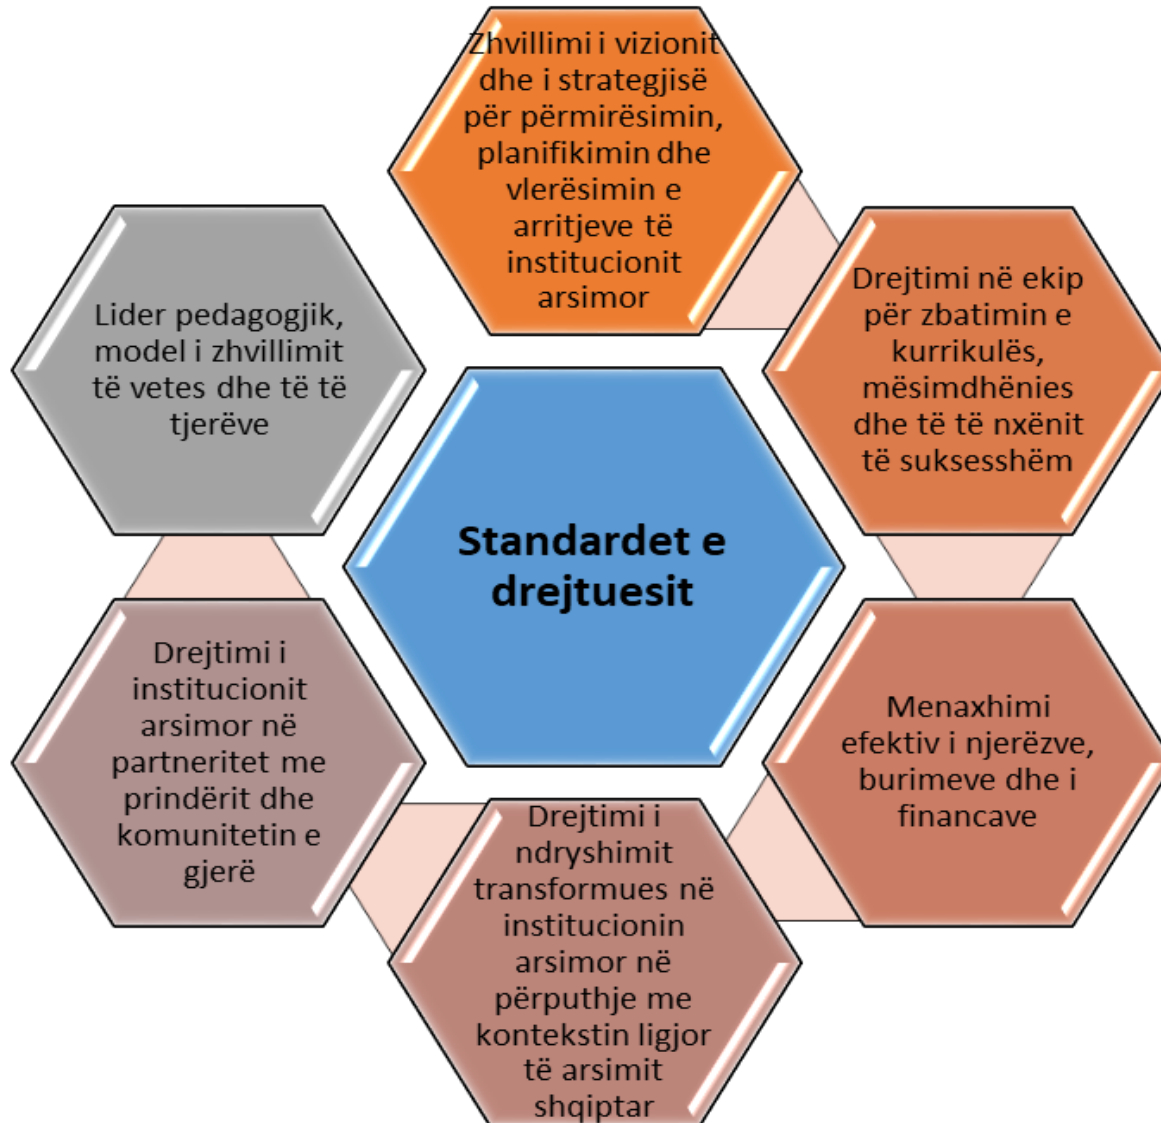 Zhvillimi i vizionit
dhe i strategjisë
për përmirësimin,
planifikimin dhe
vlerësimin e
arritjeve të
institucionit
arsimor
Drejtimi në ekip
për zbatimin e
kurrikulës,
mësimdhënies
dhe të të nxënit
të suksesshëm
Menaxhimi
efektiv i njerëzve,
burimeve dhe i
financave
Drejtimi i
ndryshimit
transformues në
institucionin
arsimor në
përputhje me
kontekstin ligjor
të arsimit
shqiptar
Drejtimi i
institucionit
arsimor në
partneritet me
prindërit dhe
komunitetin e
gjerë
Lider pedagogjik,
model i zhvillimit
të vetes dhe të të
tjerëve
Standardet e
drejtuesit